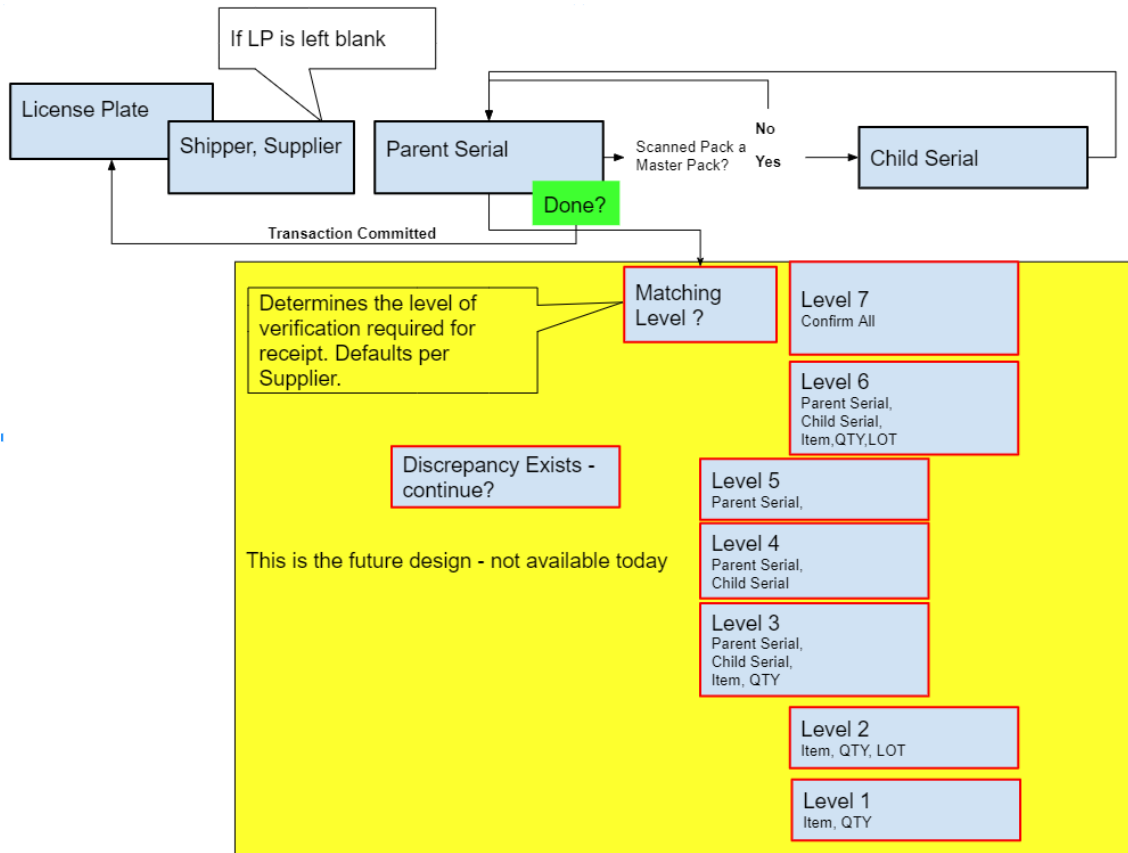 If LP is left blank
License Plate
Shipper, Supplier
Parent Serial
Scanned Pack a
Master Pack?
No
Yes
Child Serial
Done?
Transaction Committed
Determines the level of
verification required for
receipt. Defaults per
Supplier.
Matching
Level ?
Level 7
Confirm All
Level 6
Parent Serial,
Child Serial,
Item,QTY,LOT
Discrepancy Exists -
continue?
Level 5
Parent Serial,
This is the future design - not available today
Level 4
Parent Serial,
Child Serial
Level 3
Parent Serial,
Child Serial,
Item, QTY
Level 2
Item, QTY, LOT
Level 1
Item, QTY